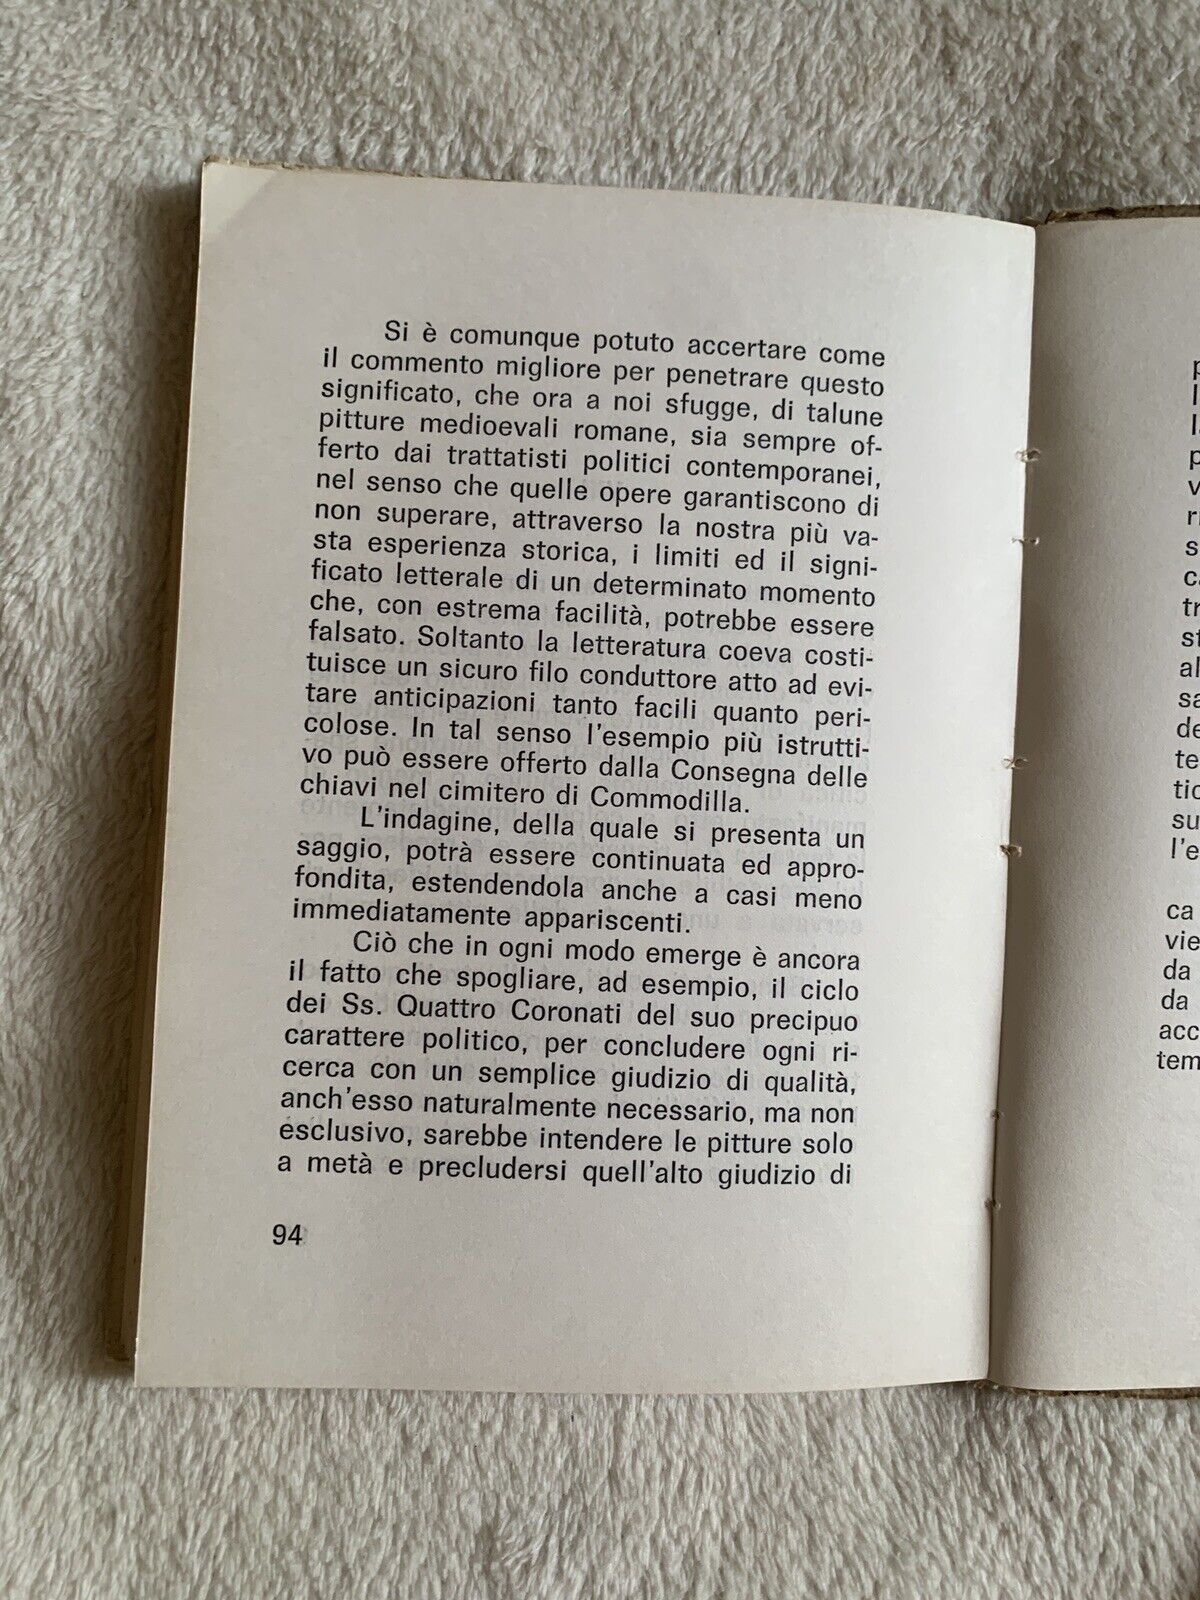 Si è comunque potuto accertare come
il commento migliore per penetrare questo
significato, che ora a noi sfugge, di talune
pitture medioevali romane, sia sempre of-
ferto dai trattatisti politici contemporanei,
nel senso che quelle opere garantiscono di
non superare, attraverso la nostra più va-
sta esperienza storica, i limiti ed il signi-
ficato letterale di un determinato momento
che, con estrema facilità, potrebbe essere
falsato. Soltanto la letteratura coeva costi-
tuisce un sicuro filo conduttore atto ad evi-
tare anticipazioni tanto facili quanto peri-
colose. In tal senso l'esempio più istrutti-
vo può essere offerto dalla Consegna delle
chiavi nel cimitero di Commodilla.
L'indagine, della quale si presenta un
saggio, potrà essere continuata ed appro-
fondita, estendendola anche a casi meno
immediatamente appariscenti.
Ciò che in ogni modo emerge è ancora
il fatto che spogliare, ad esempio, il ciclo
dei Ss. Quattro Coronati del suo precipuo
carattere politico, per concludere ogni ri-
cerca con un semplice giudizio di qualità,
anch'esso naturalmente necessario, ma non
esclusivo, sarebbe intendere le pitture solo
a metà e precludersi quell'alto giudizio di
94
ca
vie
da
da
acc
tem